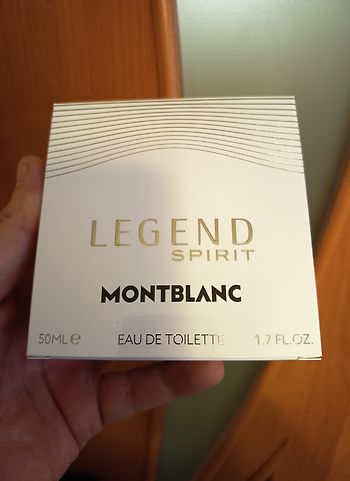 LEGEND
SPIRIT
MONTBLANC
50ML℮ EAU DE TOILETTE 1.7 FL.OZ.